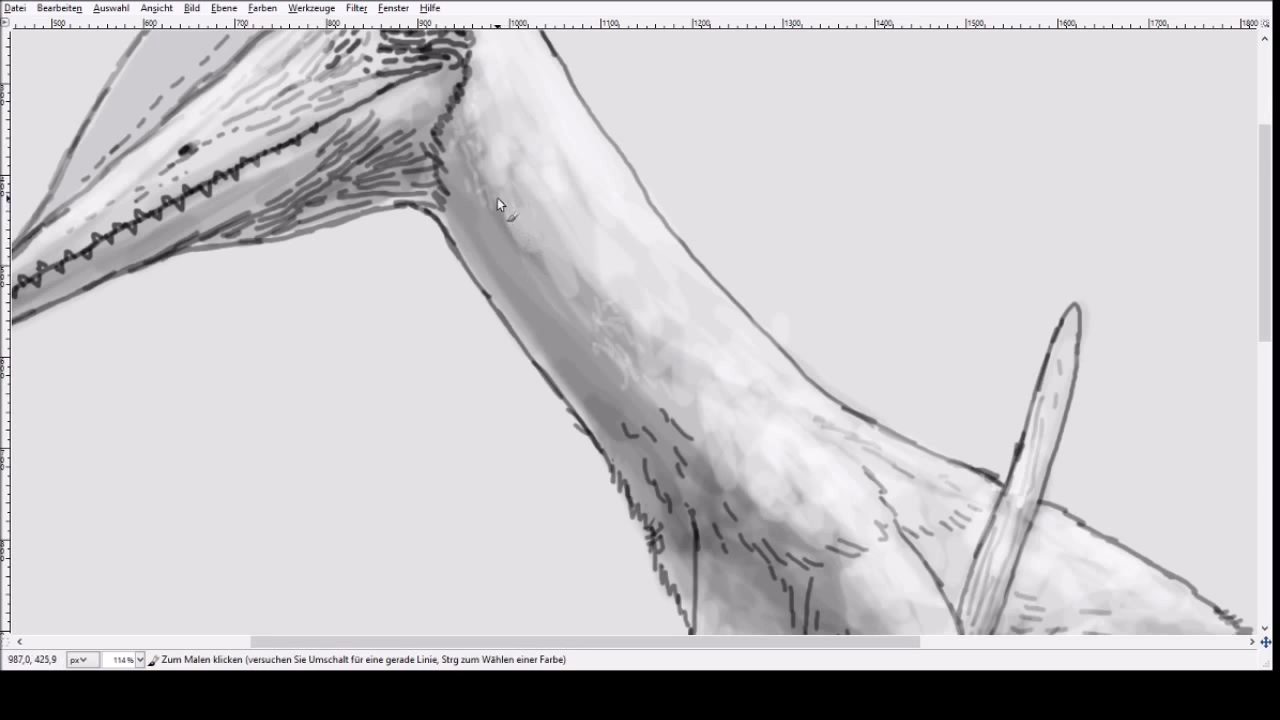 Datei Bearbeiten Auswahl Ansicht Bild Ebene Farben Werkzeuge Filter Fenster Hilfe
500 600 700 800 900 1000 1100 1200 1300 1400 1500 1600 1700 1800
987,0, 425,9 px 114 % Zum Malen klicken (versuchen Sie Umschalt für eine gerade Linie, Strg zum Wählen einer Farbe)